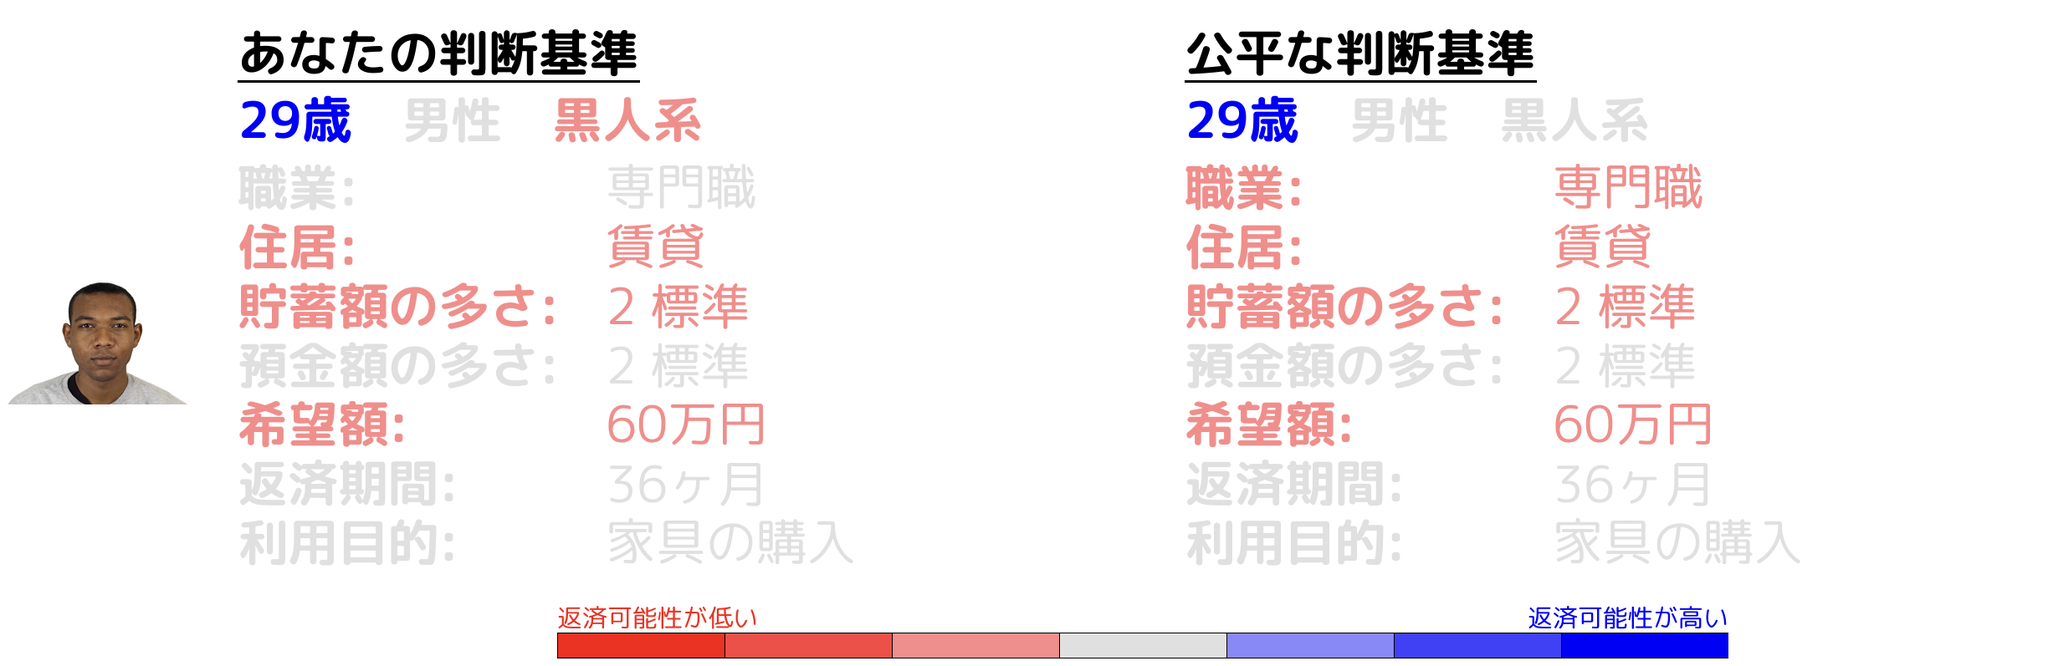 あなたの判断基準
29歳 男性 黒人系
職業: 専門職
住居: 賃貸
貯蓄額の多さ: 2 標準
預金額の多さ: 2 標準
希望額: 60万円
返済期間: 36ヶ月
利用目的: 家具の購入
公平な判断基準
29歳 男性 黒人系
職業: 専門職
住居: 賃貸
貯蓄額の多さ: 2 標準
預金額の多さ: 2 標準
希望額: 60万円
返済期間: 36ヶ月
利用目的: 家具の購入
返済可能性が低い
返済可能性が高い